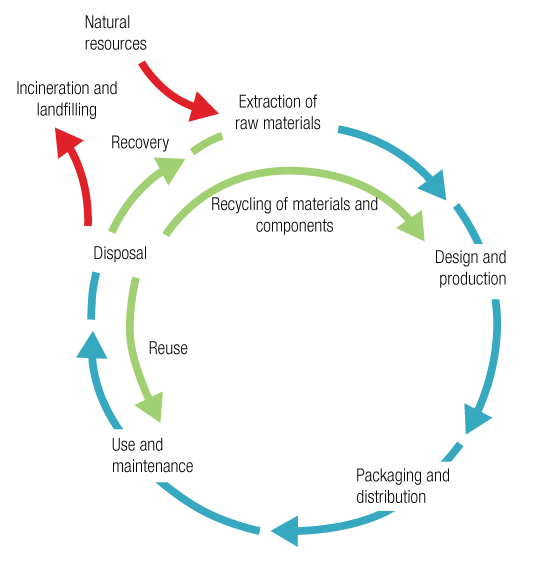 Natural
resources
Incineration and
landfilling
Extraction of
raw materials
Recovery
Recycling of materials and
components
Disposal
Design and
production
Reuse
Use and
maintenance
Packaging and
distribution